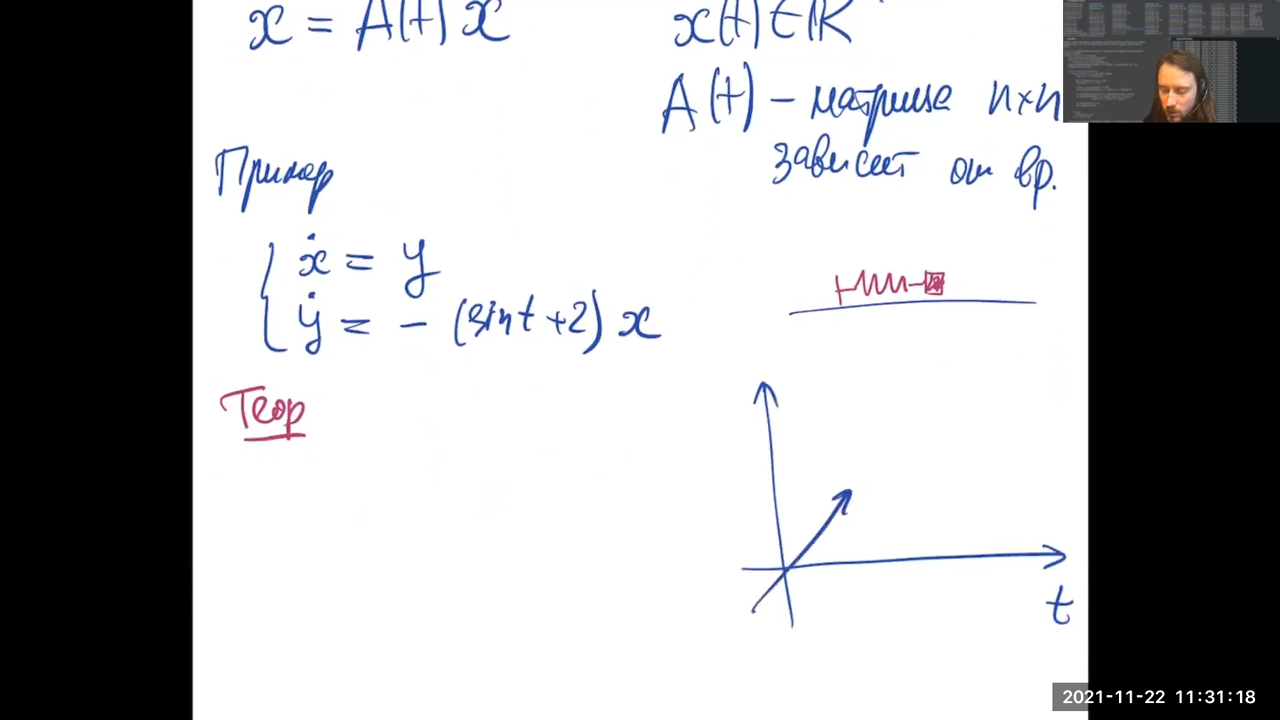 x = A(t) x
x(t) ∈ ℝ
A(t) – матрица n×n
зависит от вр.
Пример
ẋ = y
ẏ = – (sin t + 2) x
Теор
t
2021-11-22 11:31:18